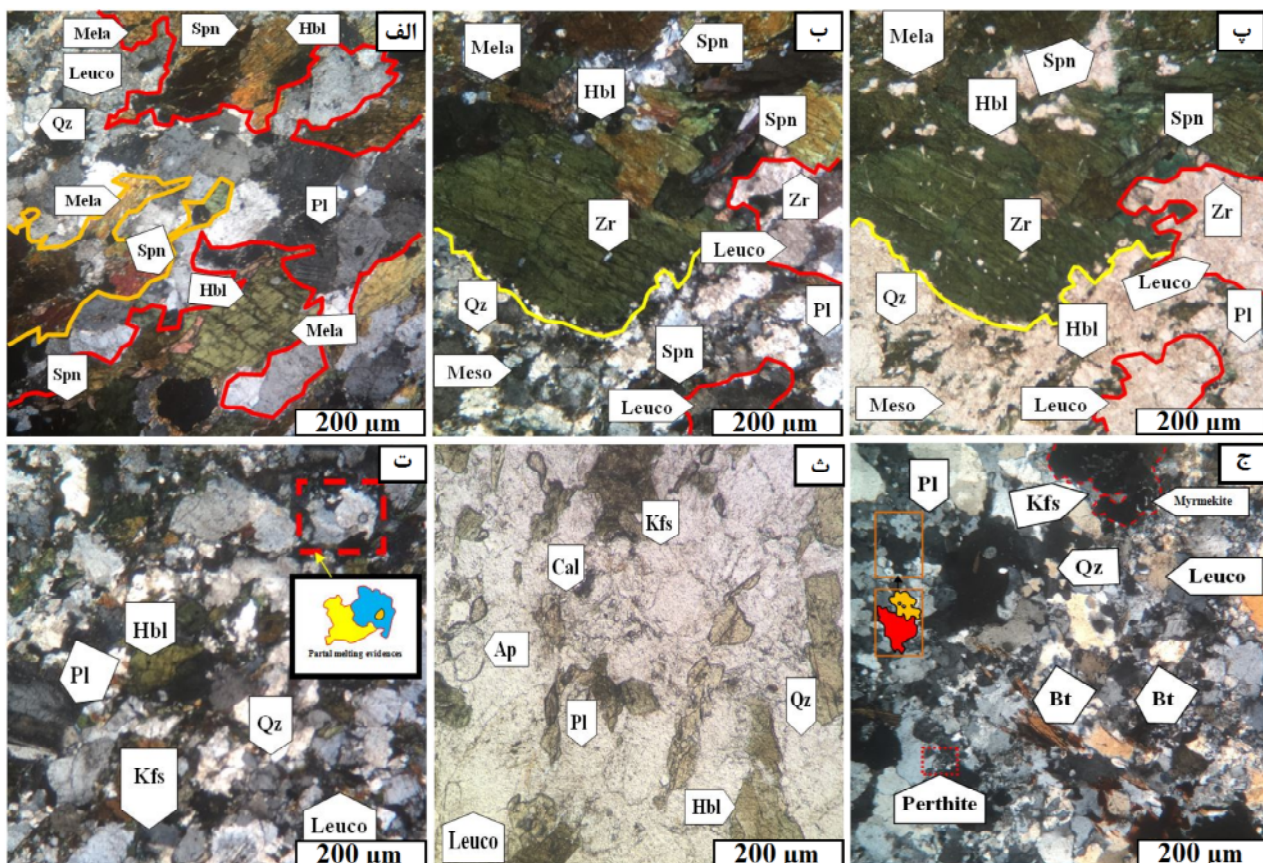 الف
Mela
Spn
Hbl
Leuco
Qz
Mela
Pl
Spn
Hbl
Mela
Spn
200 µm
ب
Mela
Spn
Hbl
Spn
Zr
Zr
Leuco
Qz
Pl
Spn
Meso
Leuco
200 µm
پ
Mela
Spn
Hbl
Spn
Zr
Zr
Leuco
Qz
Hbl
Pl
Meso
Leuco
200 µm
ت
Hbl
Partal melting evidences
Pl
Qz
Kfs
Leuco
200 µm
ث
Kfs
Cal
Ap
Pl
Qz
Hbl
Leuco
200 µm
ج
Pl
Kfs
Myrmekite
Qz
Leuco
Bt
Bt
Perthite
200 µm